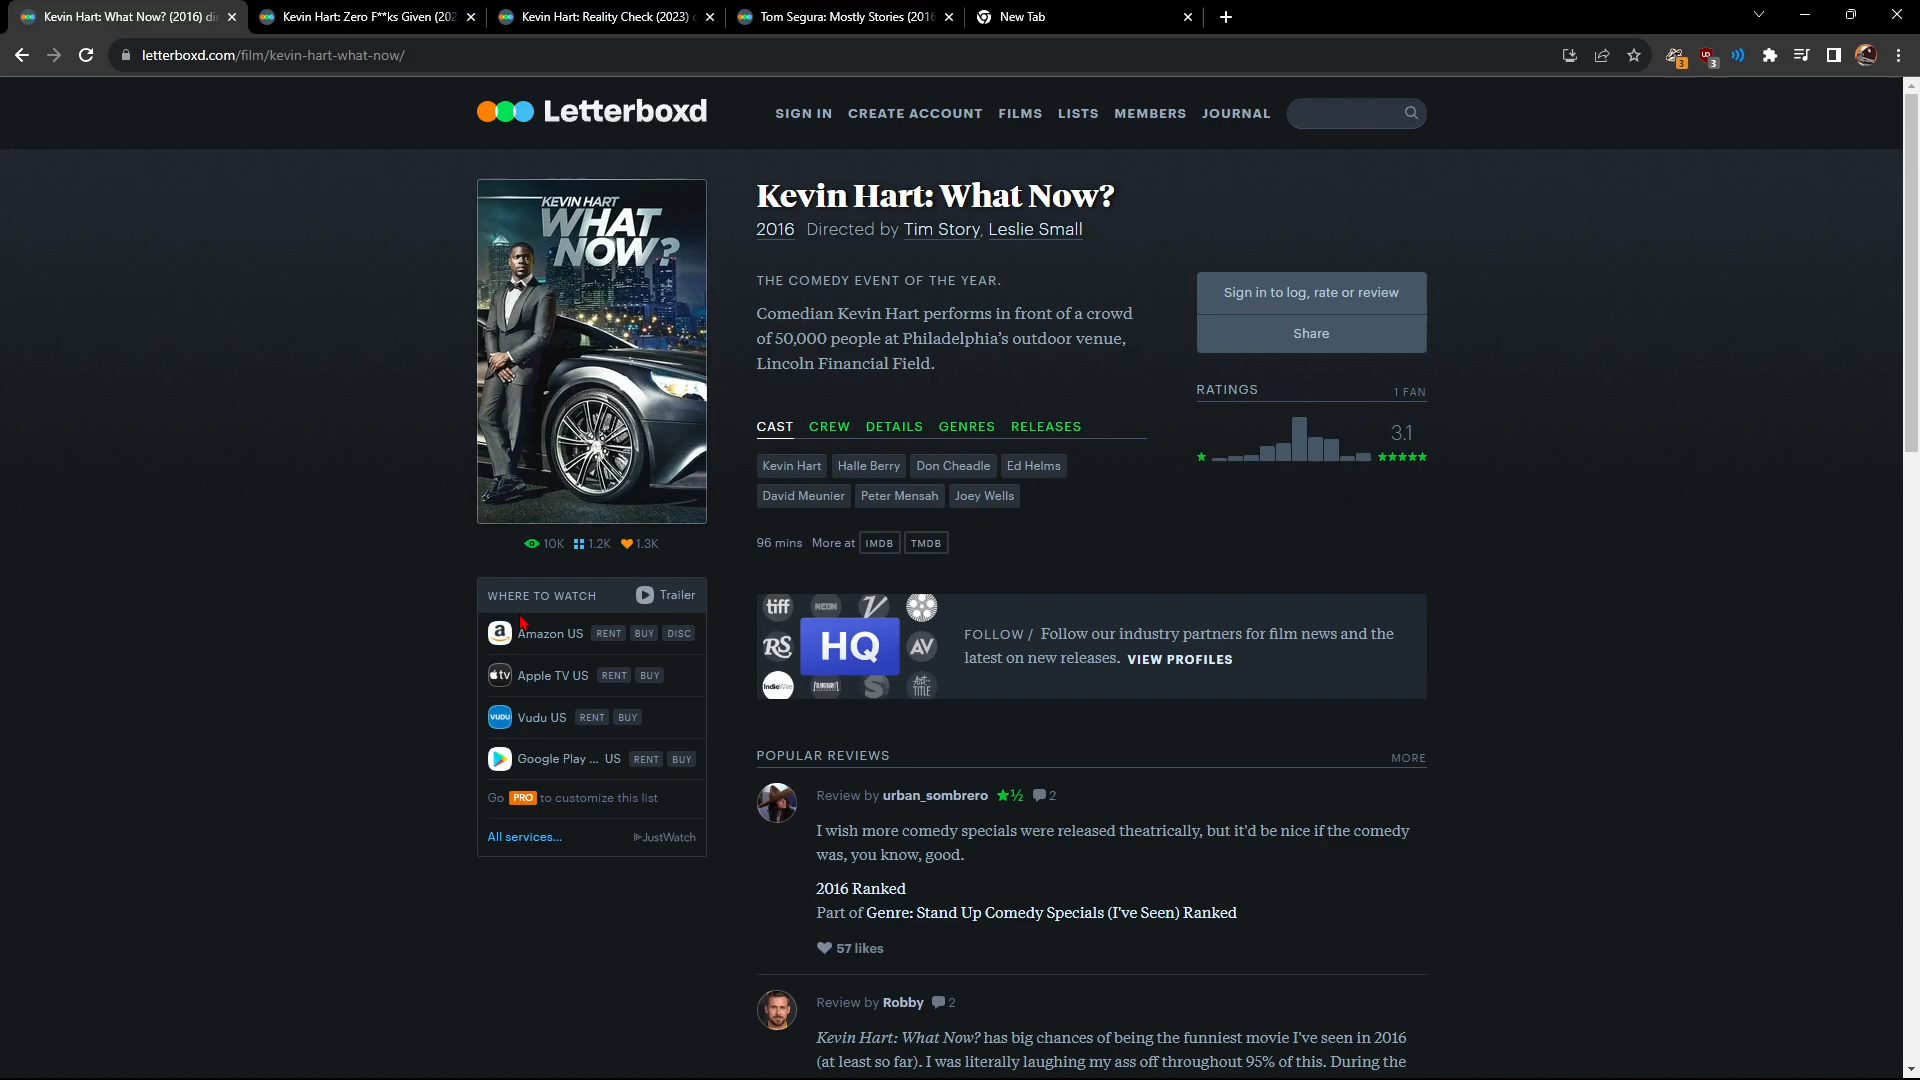 Kevin Hart: What Now? (2016) di
Kevin Hart: Zero F**ks Given (202
Kevin Hart: Reality Check (2023)
Tom Segura: Mostly Stories (2016
New Tab
letterboxd.com/film/kevin-hart-what-now/
3
3
Letterboxd
SIGN IN CREATE ACCOUNT FILMS LISTS MEMBERS JOURNAL
KEVIN HART
WHAT
NOW?
Kevin Hart: What Now?
2016 Directed by Tim Story, Leslie Small
THE COMEDY EVENT OF THE YEAR.
Comedian Kevin Hart performs in front of a crowd
of 50,000 people at Philadelphia's outdoor venue,
Lincoln Financial Field.
Sign in to log, rate or review
Share
RATINGS 1 FAN
3.1
★ ★★★★★
CAST CREW DETAILS GENRES RELEASES
Kevin Hart Halle Berry Don Cheadle Ed Helms
David Meunier Peter Mensah Joey Wells
96 mins More at IMDB TMDB
10K 1.2K 1.3K
WHERE TO WATCH Trailer
a Amazon US RENT BUY DISC
tv Apple TV US RENT BUY
VUDU Vudu US RENT BUY
Google Play ... US RENT BUY
Go PRO to customize this list
All services... JustWatch
tiff NEON V
RS HQ AV
IndieWire S ART-TITLE
FOLLOW / Follow our industry partners for film news and the
latest on new releases. VIEW PROFILES
POPULAR REVIEWS MORE
Review by urban_sombrero ★½ 2
I wish more comedy specials were released theatrically, but it'd be nice if the comedy
was, you know, good.
2016 Ranked
Part of Genre: Stand Up Comedy Specials (I've Seen) Ranked
57 likes
Review by Robby 2
Kevin Hart: What Now? has big chances of being the funniest movie I've seen in 2016
(at least so far). I was literally laughing my ass off throughout 95% of this. During the